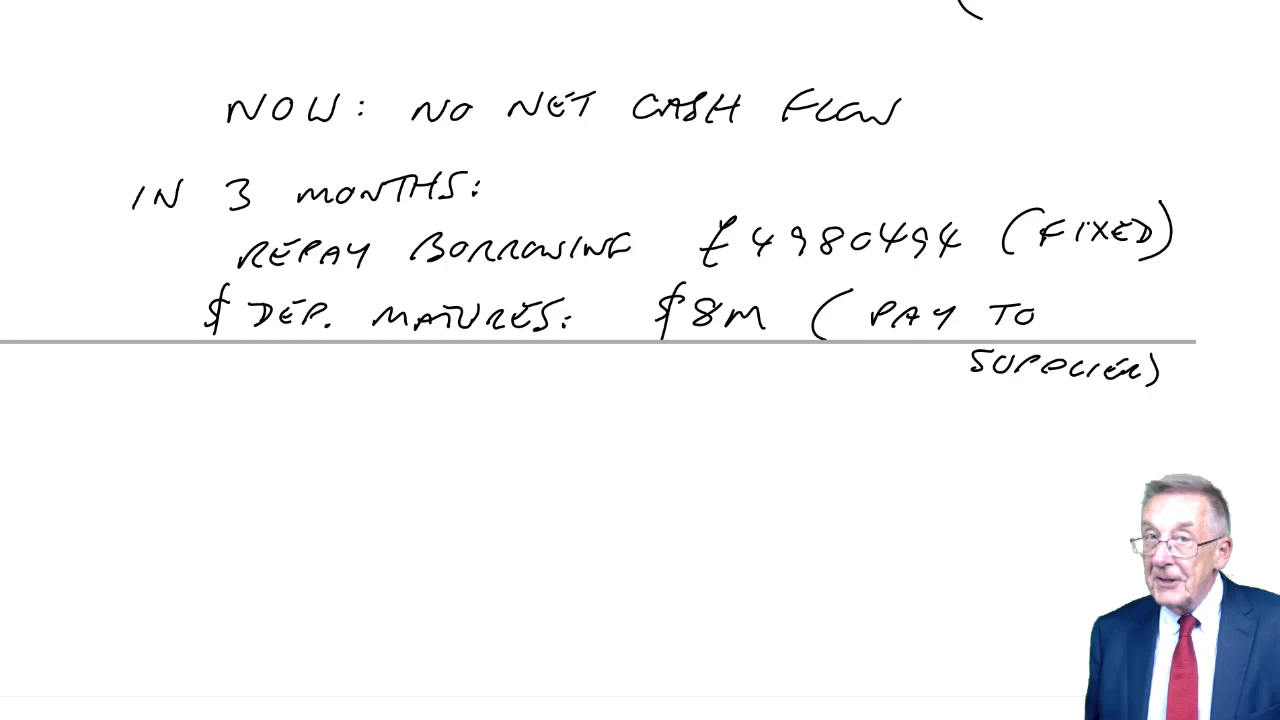 NOW: NO NET CASH FLOW
IN 3 MONTHS:
REPAY BORROWING £4980494 (FIXED)
$ DEP. MATURES: $8M (PAY TO
SUPPLIER)